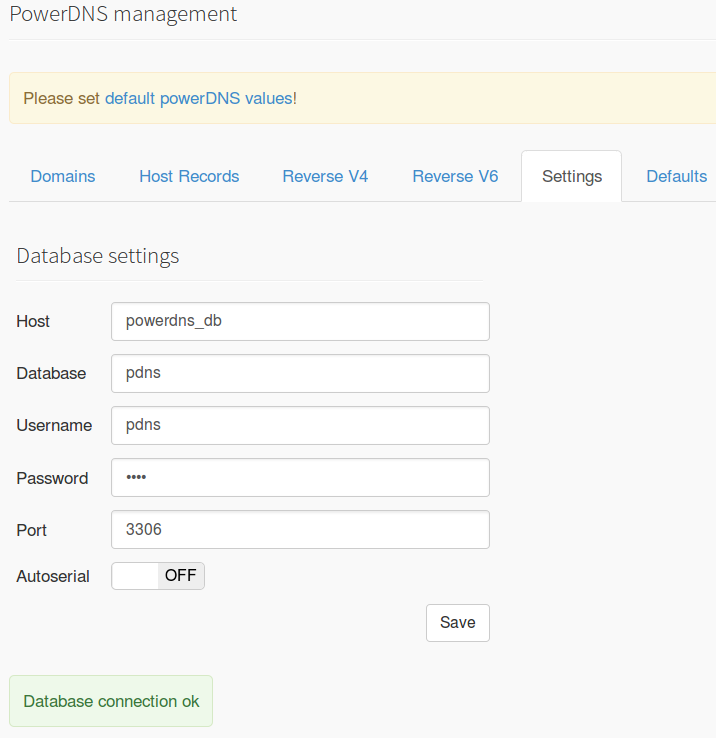 PowerDNS management
Please set default powerDNS values!
Domains Host Records Reverse V4 Reverse V6 Settings Defaults
Database settings
Host powerdns_db
Database pdns
Username pdns
Password ••••
Port 3306
Autoserial OFF
Save
Database connection ok